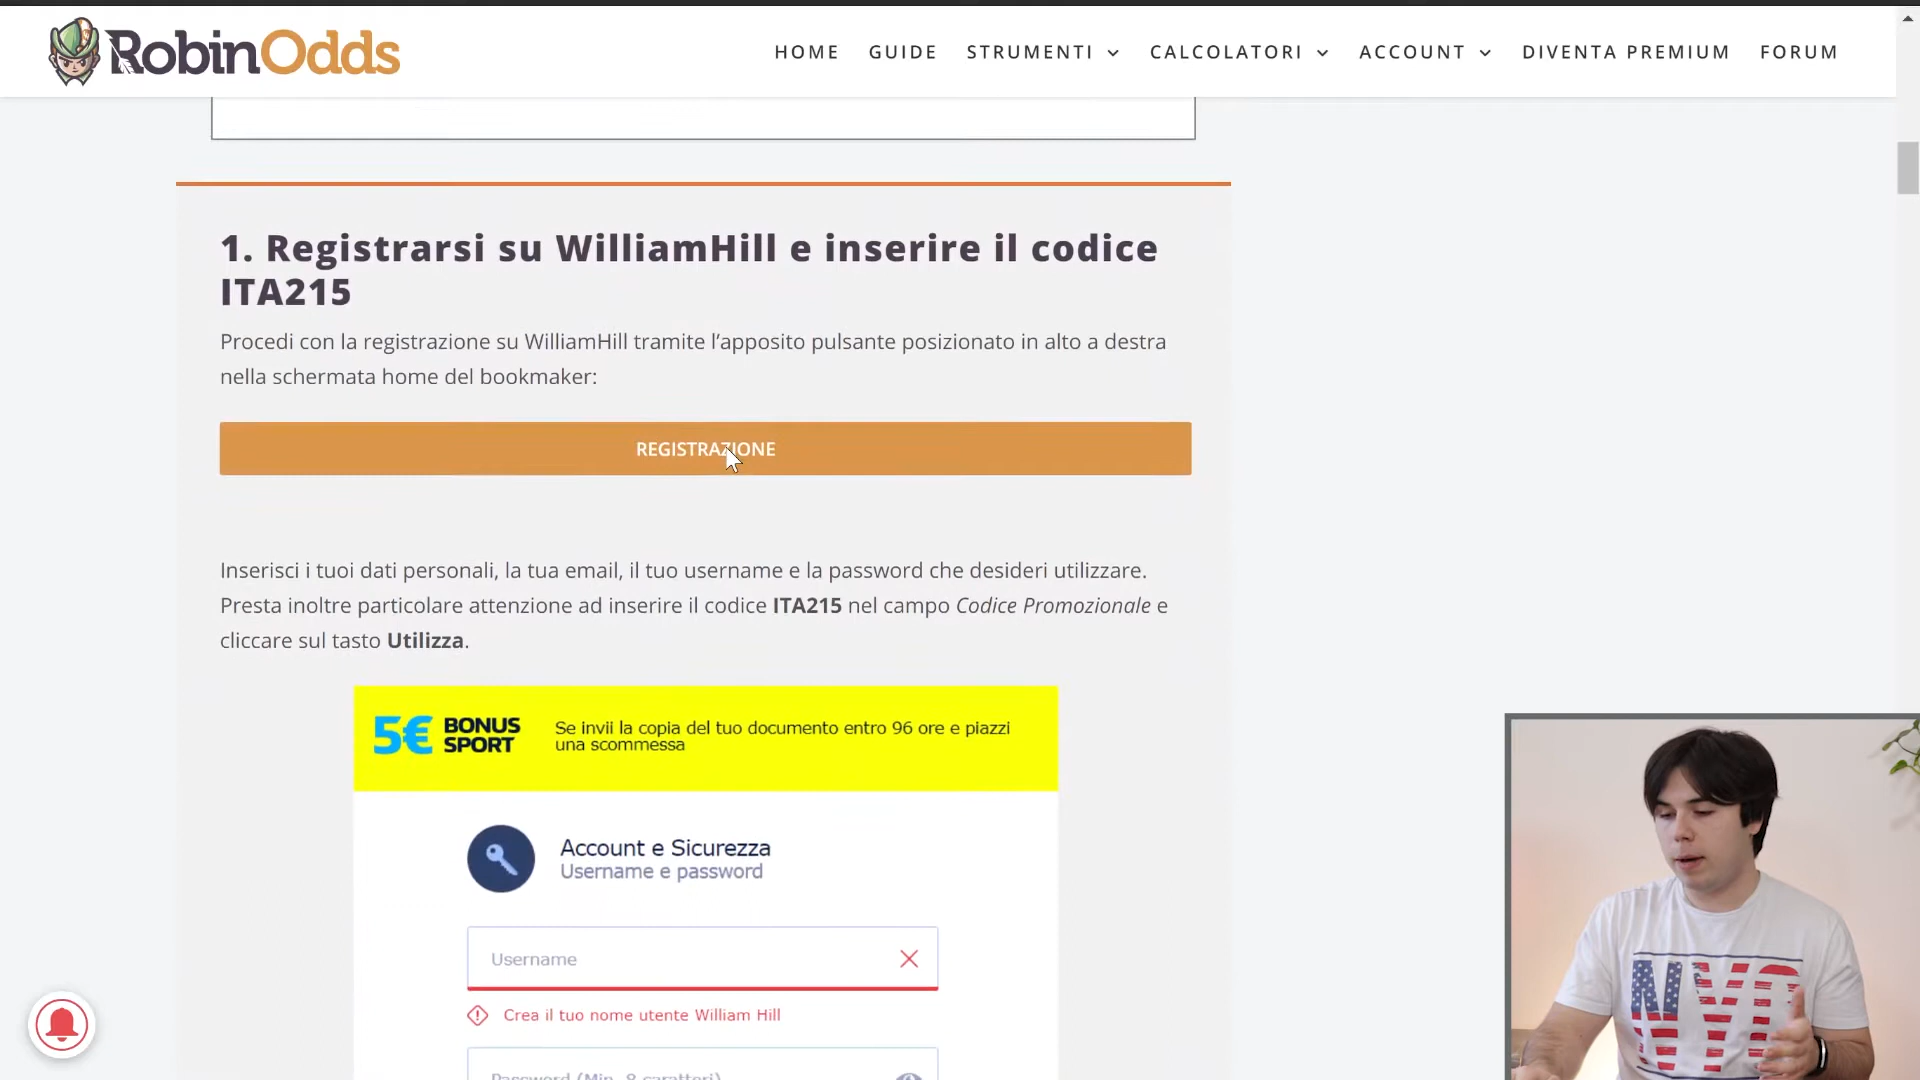 RobinOdds
HOME GUIDE STRUMENTI CALCOLATORI ACCOUNT DIVENTA PREMIUM FORUM
1. Registrarsi su WilliamHill e inserire il codice
ITA215
Procedi con la registrazione su WilliamHill tramite l’apposito pulsante posizionato in alto a destra
nella schermata home del bookmaker:
REGISTRAZIONE
Inserisci i tuoi dati personali, la tua email, il tuo username e la password che desideri utilizzare.
Presta inoltre particolare attenzione ad inserire il codice ITA215 nel campo Codice Promozionale e
cliccare sul tasto Utilizza.
5€ BONUS
SPORT
Se invii la copia del tuo documento entro 96 ore e piazzi
una scommessa
Account e Sicurezza
Username e password
Username
Crea il tuo nome utente William Hill
Password (Min. 8 caratteri)
NYC